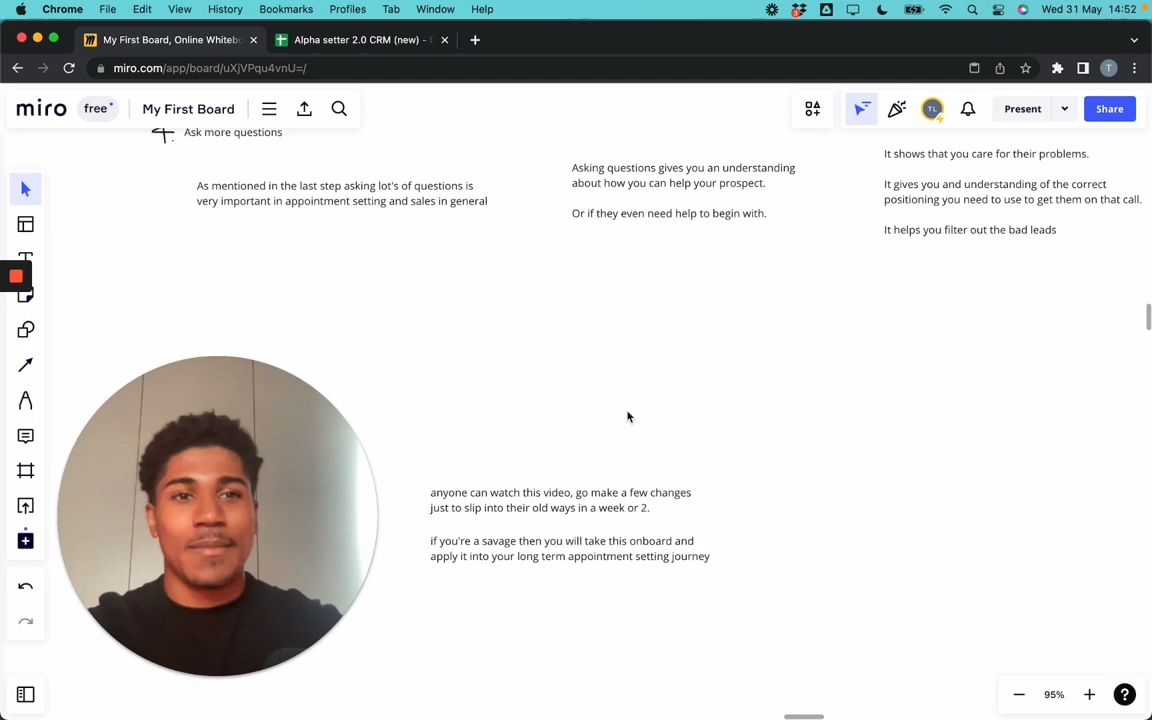 Chrome File Edit View History Bookmarks Profiles Tab Window Help
Wed 31 May 14:52
My First Board, Online Whitebo
Alpha setter 2.0 CRM (new) -
miro.com/app/board/uXjVPqu4vnU=/
T
miro free My First Board
TL
Present
Share
Ask more questions
As mentioned in the last step asking lot's of questions is
very important in appointment setting and sales in general
Asking questions gives you an understanding
about how you can help your prospect.
Or if they even need help to begin with.
It shows that you care for their problems.
It gives you and understanding of the correct
positioning you need to use to get them on that call.
It helps you filter out the bad leads
anyone can watch this video, go make a few changes
just to slip into their old ways in a week or 2.
if you're a savage then you will take this onboard and
apply it into your long term appointment setting journey
95%